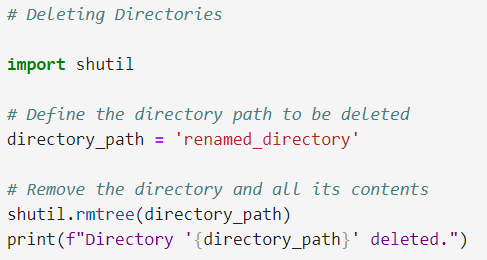 # Deleting Directories
import shutil
# Define the directory path to be deleted
directory_path = 'renamed_directory'
# Remove the directory and all its contents
shutil.rmtree(directory_path)
print(f"Directory '{directory_path}' deleted.")